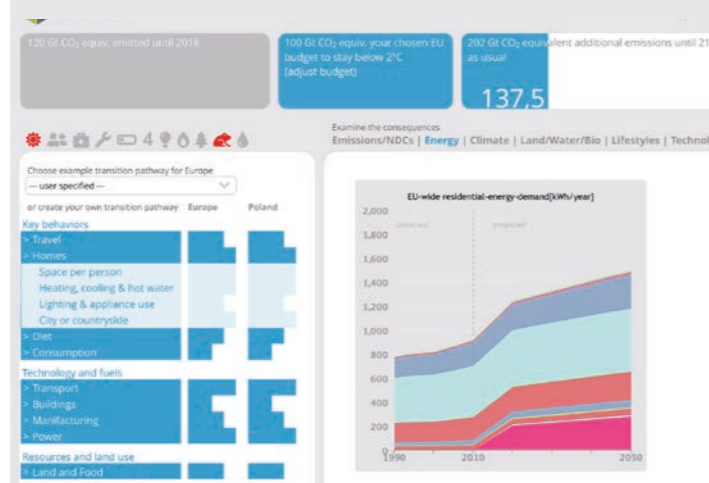 120 Gt CO₂ equiv. emitted until 2018
100 Gt CO₂ equiv. your chosen EU
budget to stay below 2°C
(adjust budget)
202 Gt CO₂ equivalent additional emissions until 21
as usual
137,5
Examine the consequences
Emissions/NDCs | Energy | Climate | Land/Water/Bio | Lifestyles | Technol
Choose example transition pathway for Europe
--- user specified ---
or create your own transition pathway Europe Poland
Key behaviors
> Travel
> Homes
Space per person
Heating, cooling & hot water
Lighting & appliance use
City or countryside
> Diet
> Consumption
Technology and fuels
> Transport
> Buildings
> Manifacturing
> Power
Resources and land use
> Land and Food
EU-wide residential-energy-demand[kWh/year]
2,000
1,800
1,600
1,400
1,200
1,000
800
600
400
200
0
projected
1990 2010 2050